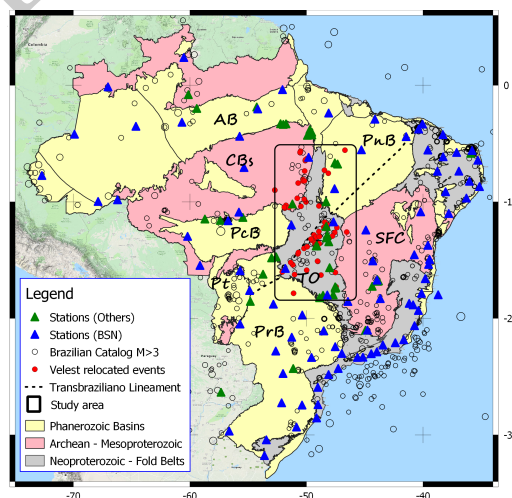 Colombia
0
AB
PnB
CBs
-1
PcB
SFC
TO
Pt
-2
PrB
Paraguay
-3
Legend
Stations (Others)
Stations (BSN)
Brazilian Catalog M>3
Velest relocated events
Transbraziliano Lineament
Study area
Phanerozoic Basins
Archean - Mesoproterozoic
Neoproterozoic - Fold Belts
-70
-60
-50
-40